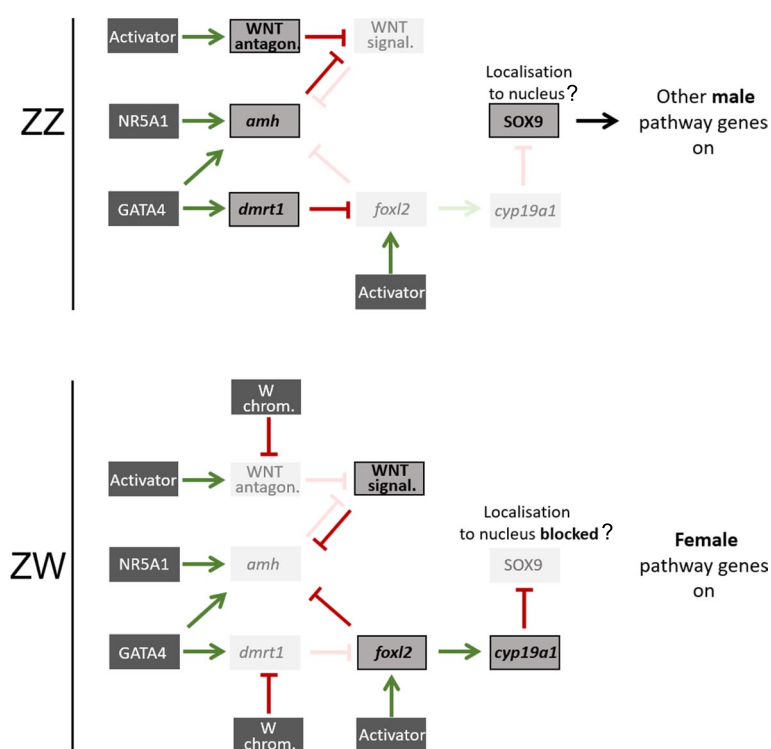 Activator
WNT
antagon.
WNT
signal.
Localisation
to nucleus?
ZZ
NR5A1
amh
SOX9
Other male
pathway genes
on
GATA4
dmrt1
foxl2
cyp19a1
Activator
W
chrom.
Activator
WNT
antagon.
WNT
signal.
Localisation
to nucleus blocked?
ZW
NR5A1
amh
SOX9
Female
pathway genes
on
GATA4
dmrt1
foxl2
cyp19a1
W
chrom.
Activator